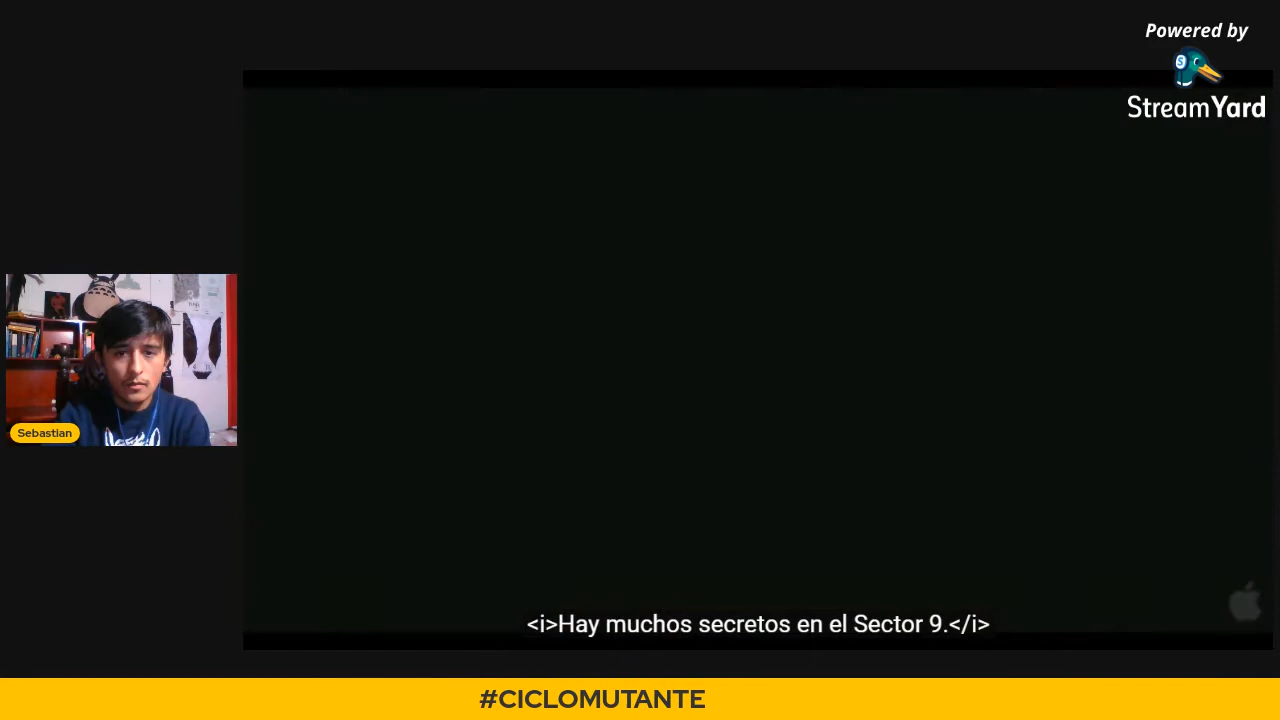 Powered by
StreamYard
Sebastian
<i>Hay muchos secretos en el Sector 9.</i>
#CICLOMUTANTE